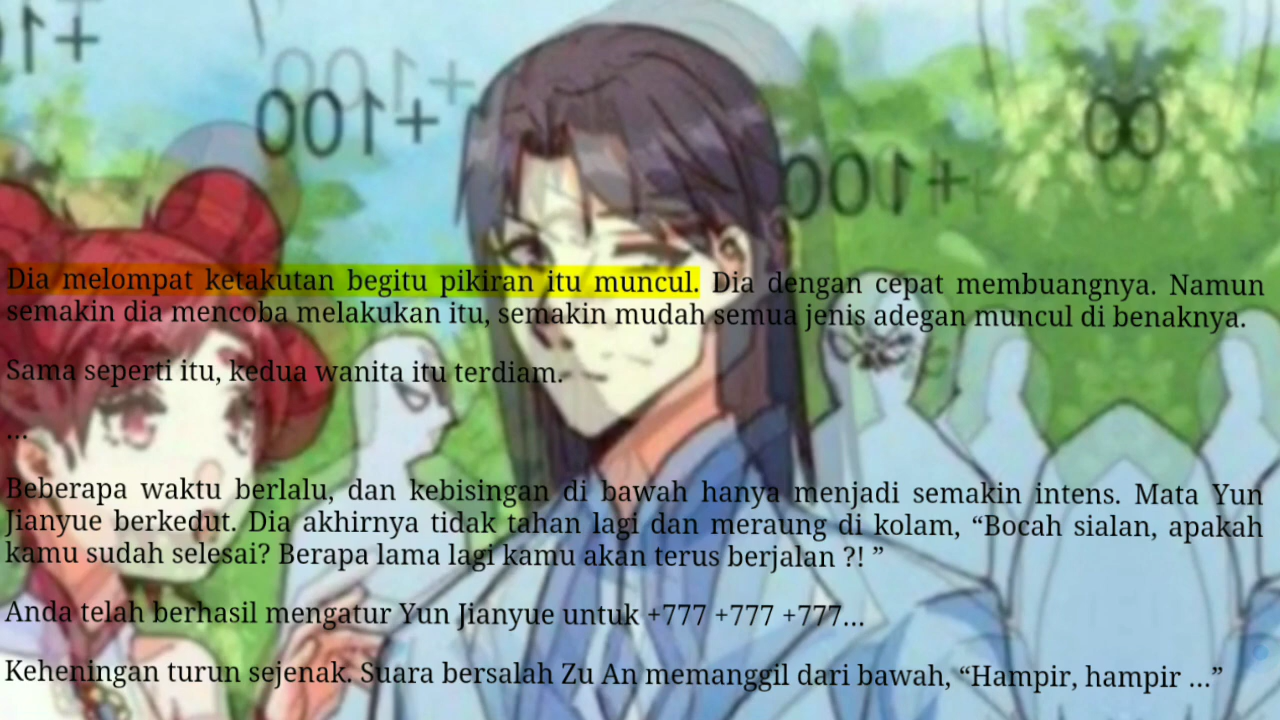 +1
+100
+100
+100
00
Dia melompat ketakutan begitu pikiran itu muncul. Dia dengan cepat membuangnya. Namun
semakin dia mencoba melakukan itu, semakin mudah semua jenis adegan muncul di benaknya.
Sama seperti itu, kedua wanita itu terdiam.
...
Beberapa waktu berlalu, dan kebisingan di bawah hanya menjadi semakin intens. Mata Yun
Jianyue berkedut. Dia akhirnya tidak tahan lagi dan meraung di kolam, “Bocah sialan, apakah
kamu sudah selesai? Berapa lama lagi kamu akan terus berjalan ?! ”
Anda telah berhasil mengatur Yun Jianyue untuk +777 +777 +777...
Keheningan turun sejenak. Suara bersalah Zu An memanggil dari bawah, “Hampir, hampir ...”